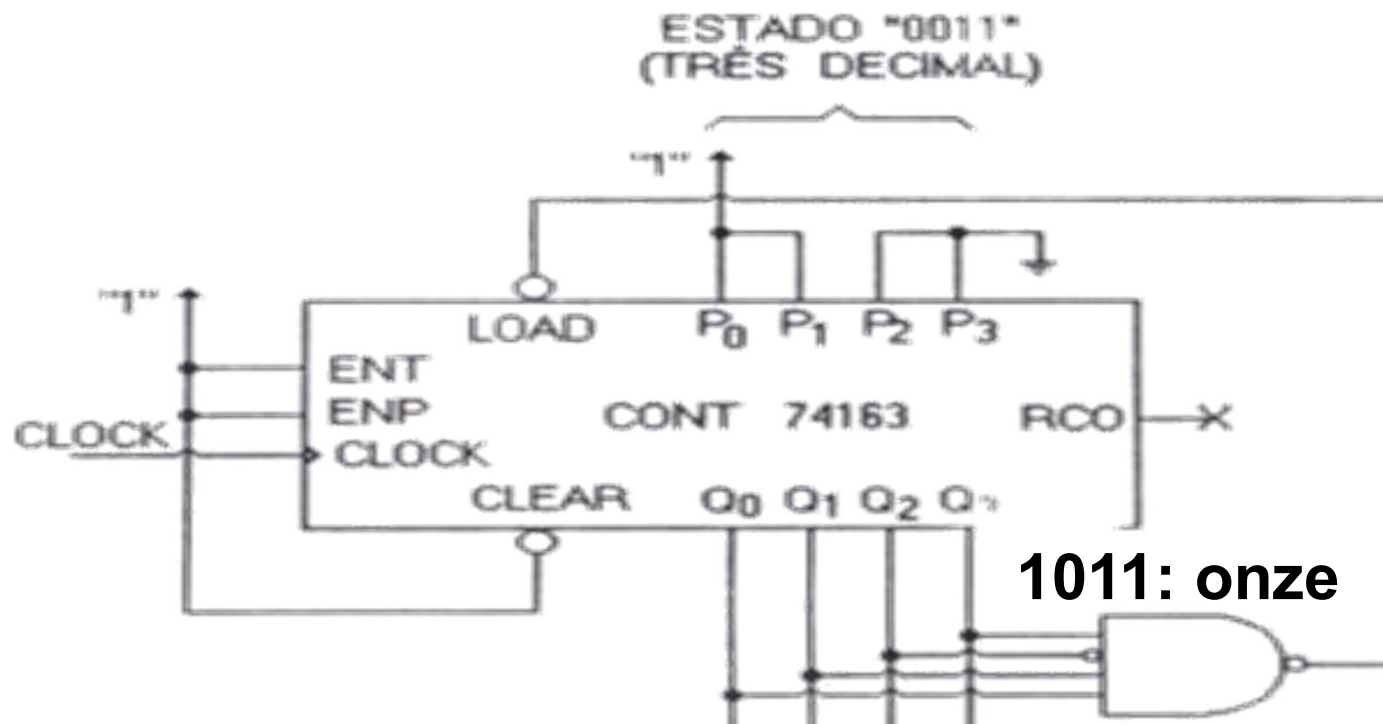 ESTADO "0011"
(TRÊS DECIMAL)
"1"
"1"
LOAD P0 P1 P2 P3
ENT
ENP CONT 74163 RCO
CLOCK
CLOCK
CLEAR Q0 Q1 Q2 Q
1011: onze